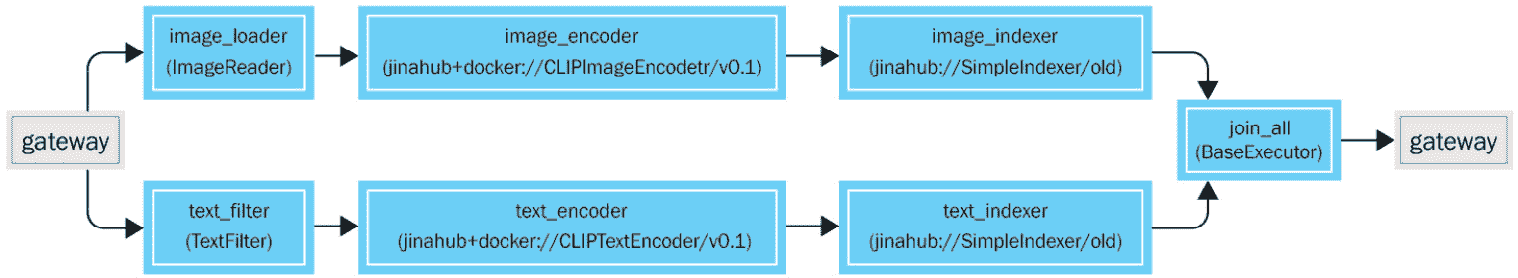 gateway
image_loader
(ImageReader)
image_encoder
(jinahub+docker://CLIPImageEncodetr/v0.1)
image_indexer
(jinahub://SimpleIndexer/old)
text_filter
(TextFilter)
text_encoder
(jinahub+docker://CLIPTextEncoder/v0.1)
text_indexer
(jinahub://SimpleIndexer/old)
join_all
(BaseExecutor)
gateway